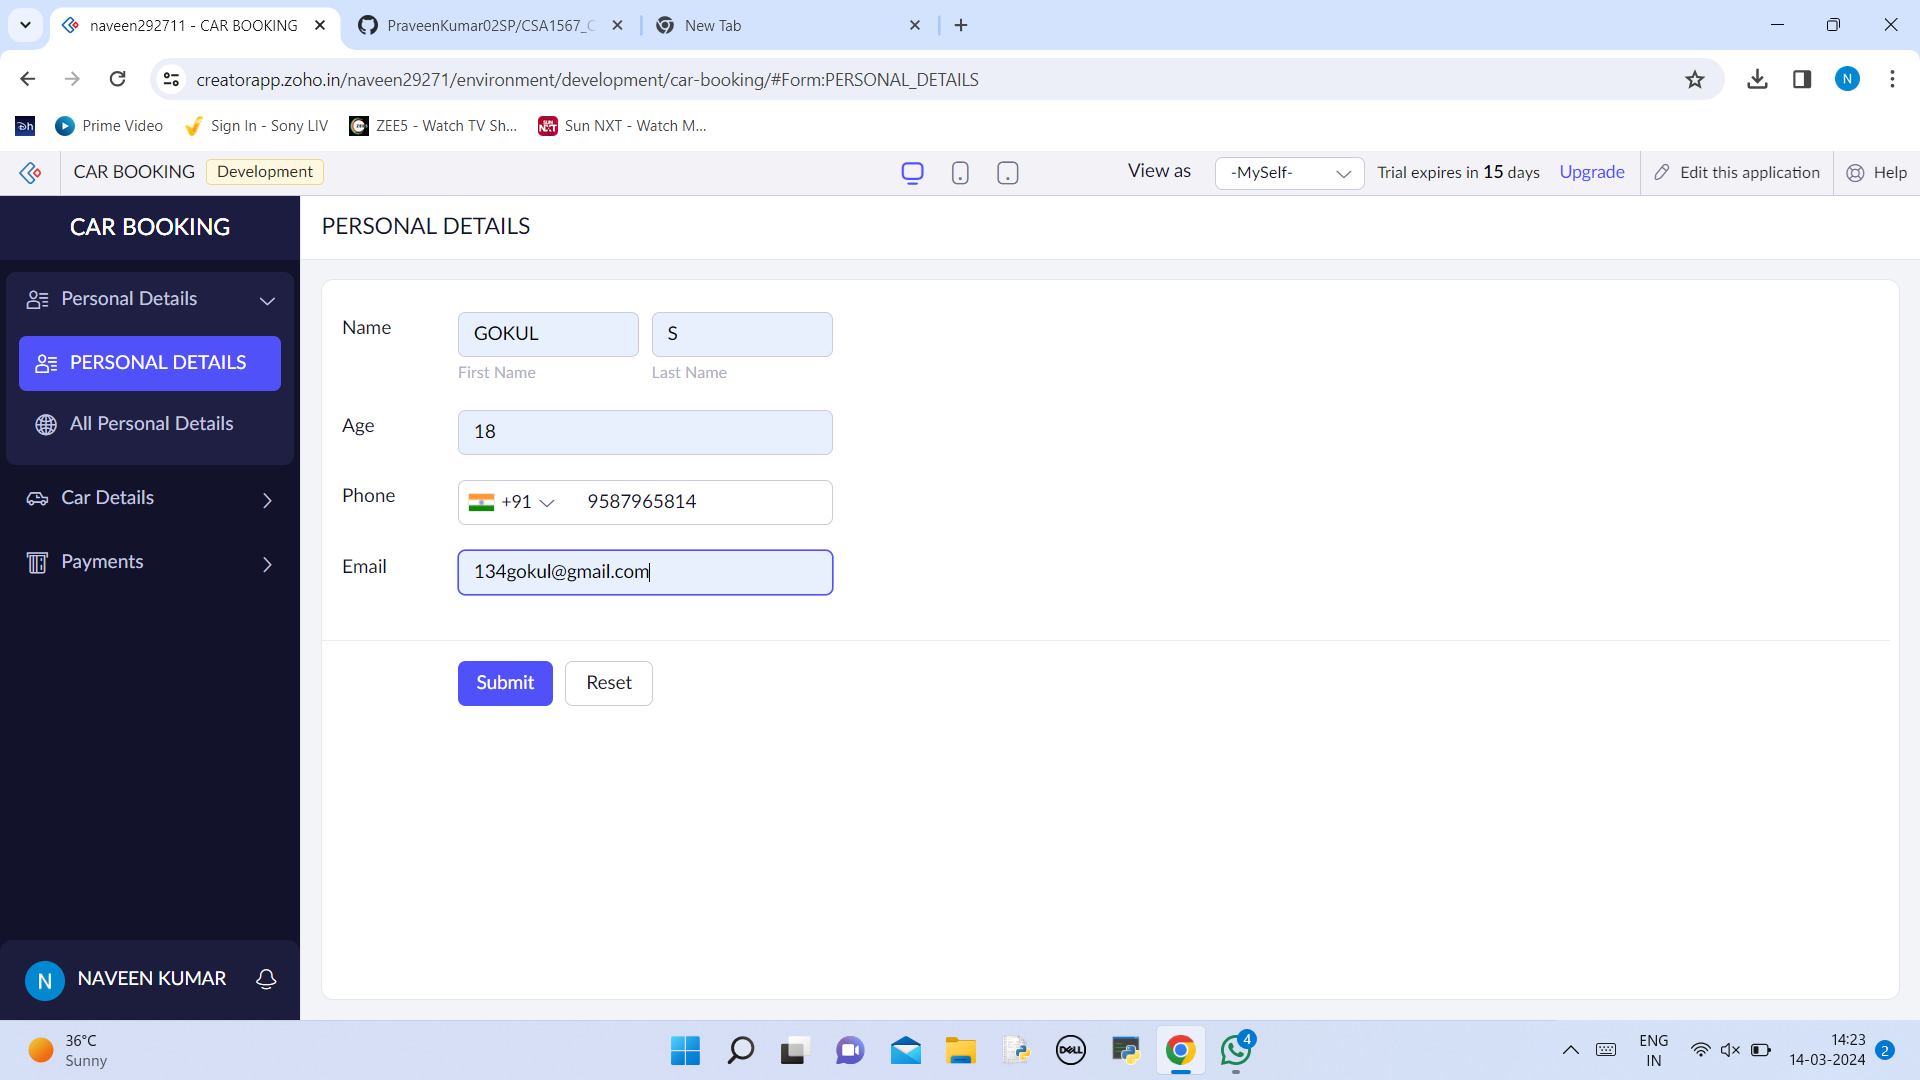 naveen292711 - CAR BOOKING
PraveenKumar02SP/CSA1567_C
New Tab
creatorapp.zoho.in/naveen29271/environment/development/car-booking/#Form:PERSONAL_DETAILS
N
Prime Video
Sign In - Sony LIV
ZEE5 - Watch TV Sh...
Sun NXT - Watch M...
CAR BOOKING
Development
View as
-MySelf-
Trial expires in 15 days
Upgrade
Edit this application
Help
CAR BOOKING
PERSONAL DETAILS
Personal Details
PERSONAL DETAILS
All Personal Details
Car Details
Payments
Name
GOKUL
S
First Name
Last Name
Age
18
Phone
+91
9587965814
Email
134gokul@gmail.com
Submit
Reset
N
NAVEEN KUMAR
36°C
Sunny
DELL
4
ENG
IN
14:23
14-03-2024
2